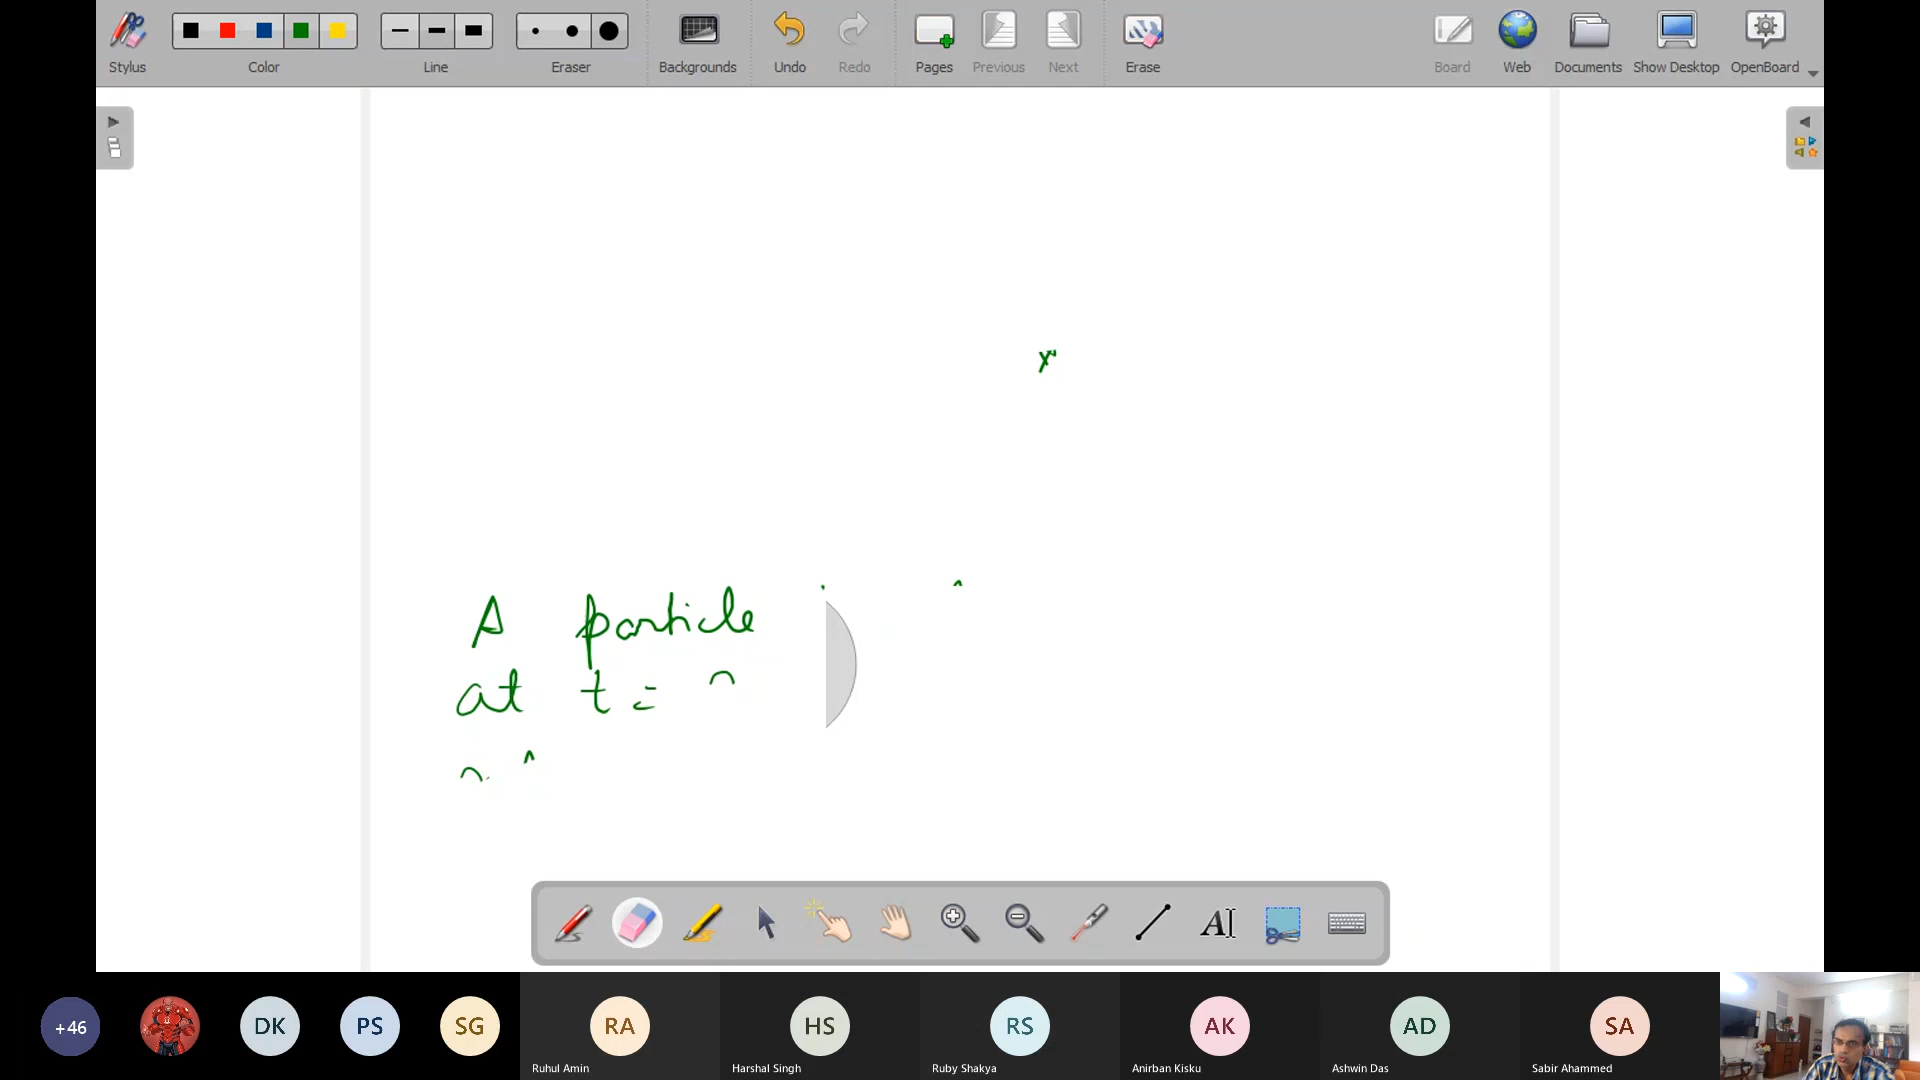 Stylus Color Line Eraser Backgrounds Undo Redo Pages Previous Next Erase Board Web Documents Show Desktop OpenBoard
A particle
at t =
AI
+46 DK PS SG RA HS RS AK AD SA
Ruhul Amin Harshal Singh Ruby Shakya Anirban Kisku Ashwin Das Sabir Ahammed